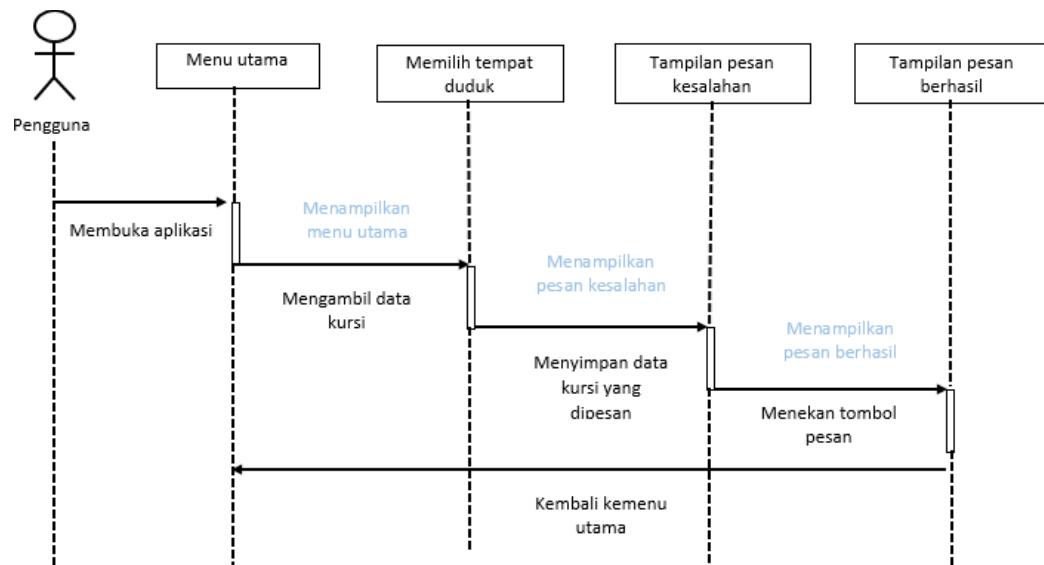 Menu utama
Memilih tempat
duduk
Tampilan pesan
kesalahan
Tampilan pesan
berhasil
Pengguna
Membuka aplikasi
Menampilkan
menu utama
Mengambil data
kursi
Menampilkan
pesan kesalahan
Menyimpan data
kursi yang
dipesan
Menampilkan
pesan berhasil
Menekan tombol
pesan
Kembali kemenu
utama